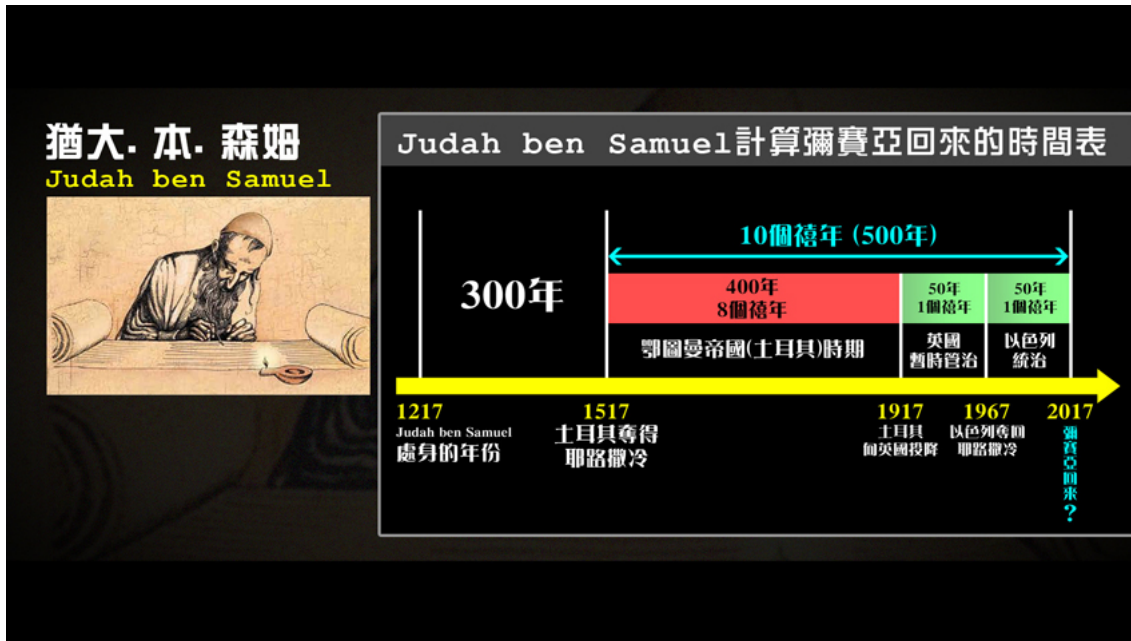 猶大. 本. 森姆
Judah ben Samuel
Judah ben Samuel計算彌賽亞回來的時間表
10個禧年 (500年)
300年
400年
8個禧年
50年
1個禧年
50年
1個禧年
鄂圖曼帝國(土耳其)時期
英國
暫時管治
以色列
統治
1217
Judah ben Samuel
處身的年份
1517
土耳其奪得
耶路撒冷
1917
土耳其
向英國投降
1967
以色列奪回
耶路撒冷
2017
彌賽亞回來?